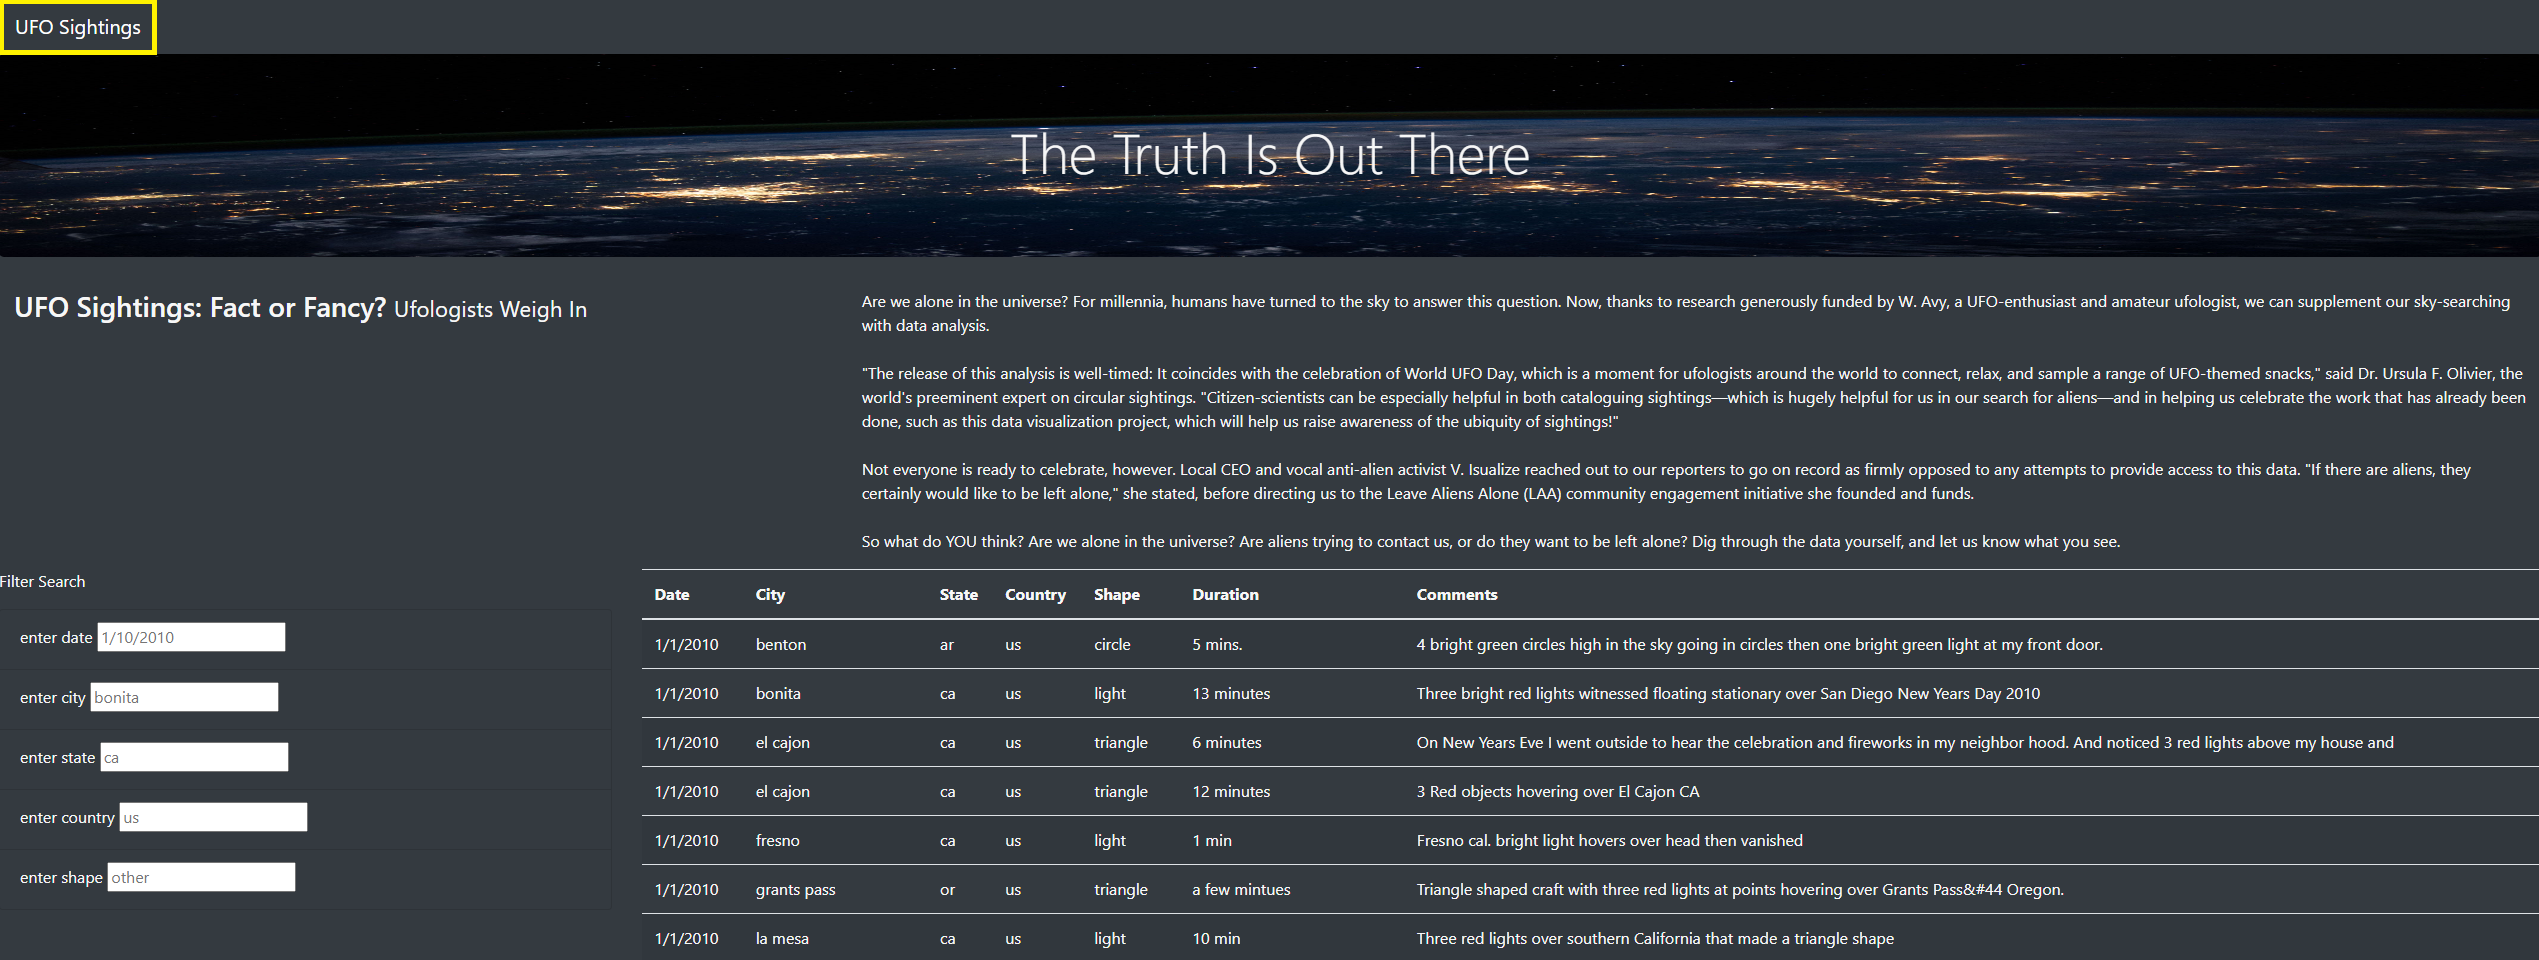 UFO Sightings
The Truth Is Out There
UFO Sightings: Fact or Fancy? Ufologists Weigh In
Are we alone in the universe? For millennia, humans have turned to the sky to answer this question. Now, thanks to research generously funded by W. Avy, a UFO-enthusiast and amateur ufologist, we can supplement our sky-searching
with data analysis.
"The release of this analysis is well-timed: It coincides with the celebration of World UFO Day, which is a moment for ufologists around the world to connect, relax, and sample a range of UFO-themed snacks," said Dr. Ursula F. Olivier, the
world's preeminent expert on circular sightings. "Citizen-scientists can be especially helpful in both cataloguing sightings—which is hugely helpful for us in our search for aliens—and in helping us celebrate the work that has already been
done, such as this data visualization project, which will help us raise awareness of the ubiquity of sightings!"
Not everyone is ready to celebrate, however. Local CEO and vocal anti-alien activist V. Isualize reached out to our reporters to go on record as firmly opposed to any attempts to provide access to this data. "If there are aliens, they
certainly would like to be left alone," she stated, before directing us to the Leave Aliens Alone (LAA) community engagement initiative she founded and funds.
So what do YOU think? Are we alone in the universe? Are aliens trying to contact us, or do they want to be left alone? Dig through the data yourself, and let us know what you see.
Filter Search
enter date 1/10/2010
enter city bonita
enter state ca
enter country us
enter shape other
Date City State Country Shape Duration Comments
1/1/2010 benton ar us circle 5 mins. 4 bright green circles high in the sky going in circles then one bright green light at my front door.
1/1/2010 bonita ca us light 13 minutes Three bright red lights witnessed floating stationary over San Diego New Years Day 2010
1/1/2010 el cajon ca us triangle 6 minutes On New Years Eve I went outside to hear the celebration and fireworks in my neighbor hood. And noticed 3 red lights above my house and
1/1/2010 el cajon ca us triangle 12 minutes 3 Red objects hovering over El Cajon CA
1/1/2010 fresno ca us light 1 min Fresno cal. bright light hovers over head then vanished
1/1/2010 grants pass or us triangle a few mintues Triangle shaped craft with three red lights at points hovering over Grants Pass&#44 Oregon.
1/1/2010 la mesa ca us light 10 min Three red lights over southern California that made a triangle shape